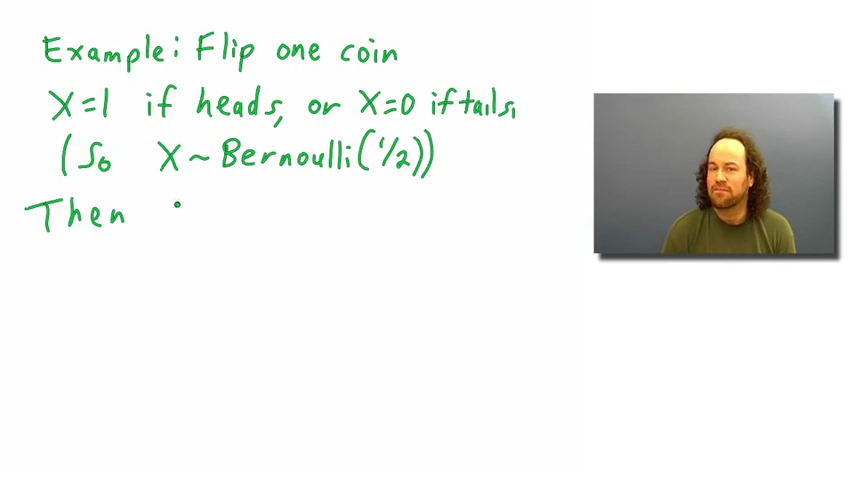 Example: Flip one coin
X=1 if heads, or X=0 if tails,
(So X ~ Bernoulli(1/2))
Then